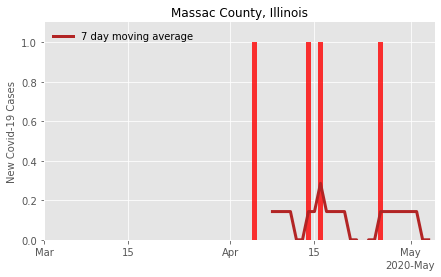 Massac County, Illinois
7 day moving average
New Covid-19 Cases
1.0
0.8
0.6
0.4
0.2
0.0
Mar
15
Apr
15
May
2020-May